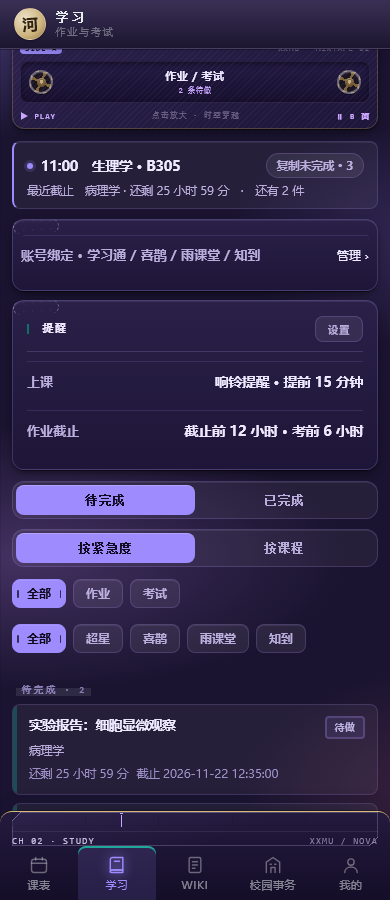 河
学习
作业与考试
作业 / 考试
2 条待做
PLAY
点击放大 · 时空穿越
11:00 生理学 • B305
复制未完成 • 3
最近截止 病理学 · 还剩 25 小时 59 分 · 还有 2 件
账号绑定 • 学习通 / 喜鹊 / 雨课堂 / 知到
管理 ›
提醒
设置
上课
响铃提醒 • 提前 15 分钟
作业截止
截止前 12 小时 • 考前 6 小时
待完成
已完成
按紧急度
按课程
全部
作业
考试
全部
超星
喜鹊
雨课堂
知到
待完成 · 2
实验报告：细胞显微观察
待做
病理学
还剩 25 小时 59 分 截止 2026-11-22 12:35:00
CH 02 · STUDY
XXMU / NOVA
课表
学习
WIKI
校园事务
我的